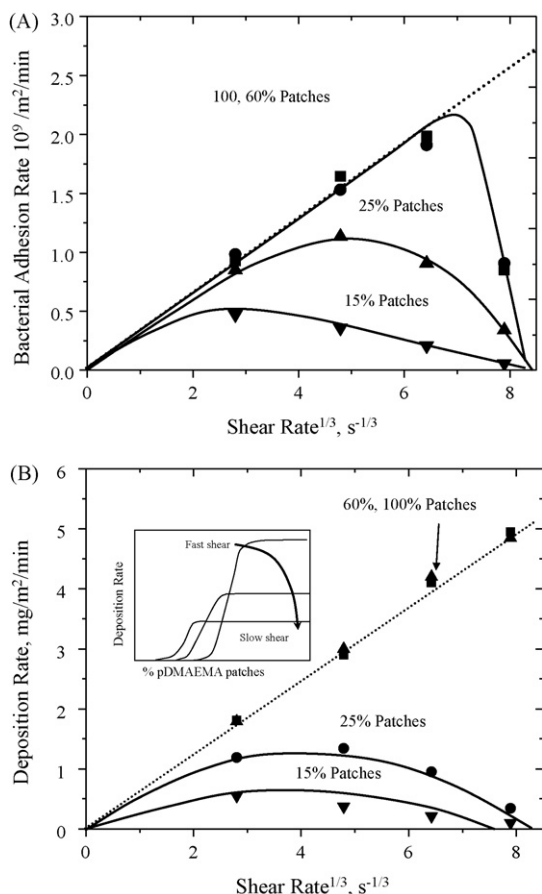 (A)
3.0
2.5
2.0
1.5
1.0
0.5
0.0
Bacterial Adhesion Rate 10⁹ /m²/min
100, 60% Patches
25% Patches
15% Patches
0 2 4 6 8
Shear Rate¹/³, s⁻¹/³
(B)
6
5
4
3
2
1
0
Deposition Rate, mg/m²/min
60%, 100% Patches
Fast shear
Deposition Rate
Slow shear
% pDMAEMA patches
25% Patches
15% Patches
0 2 4 6 8
Shear Rate¹/³, s⁻¹/³